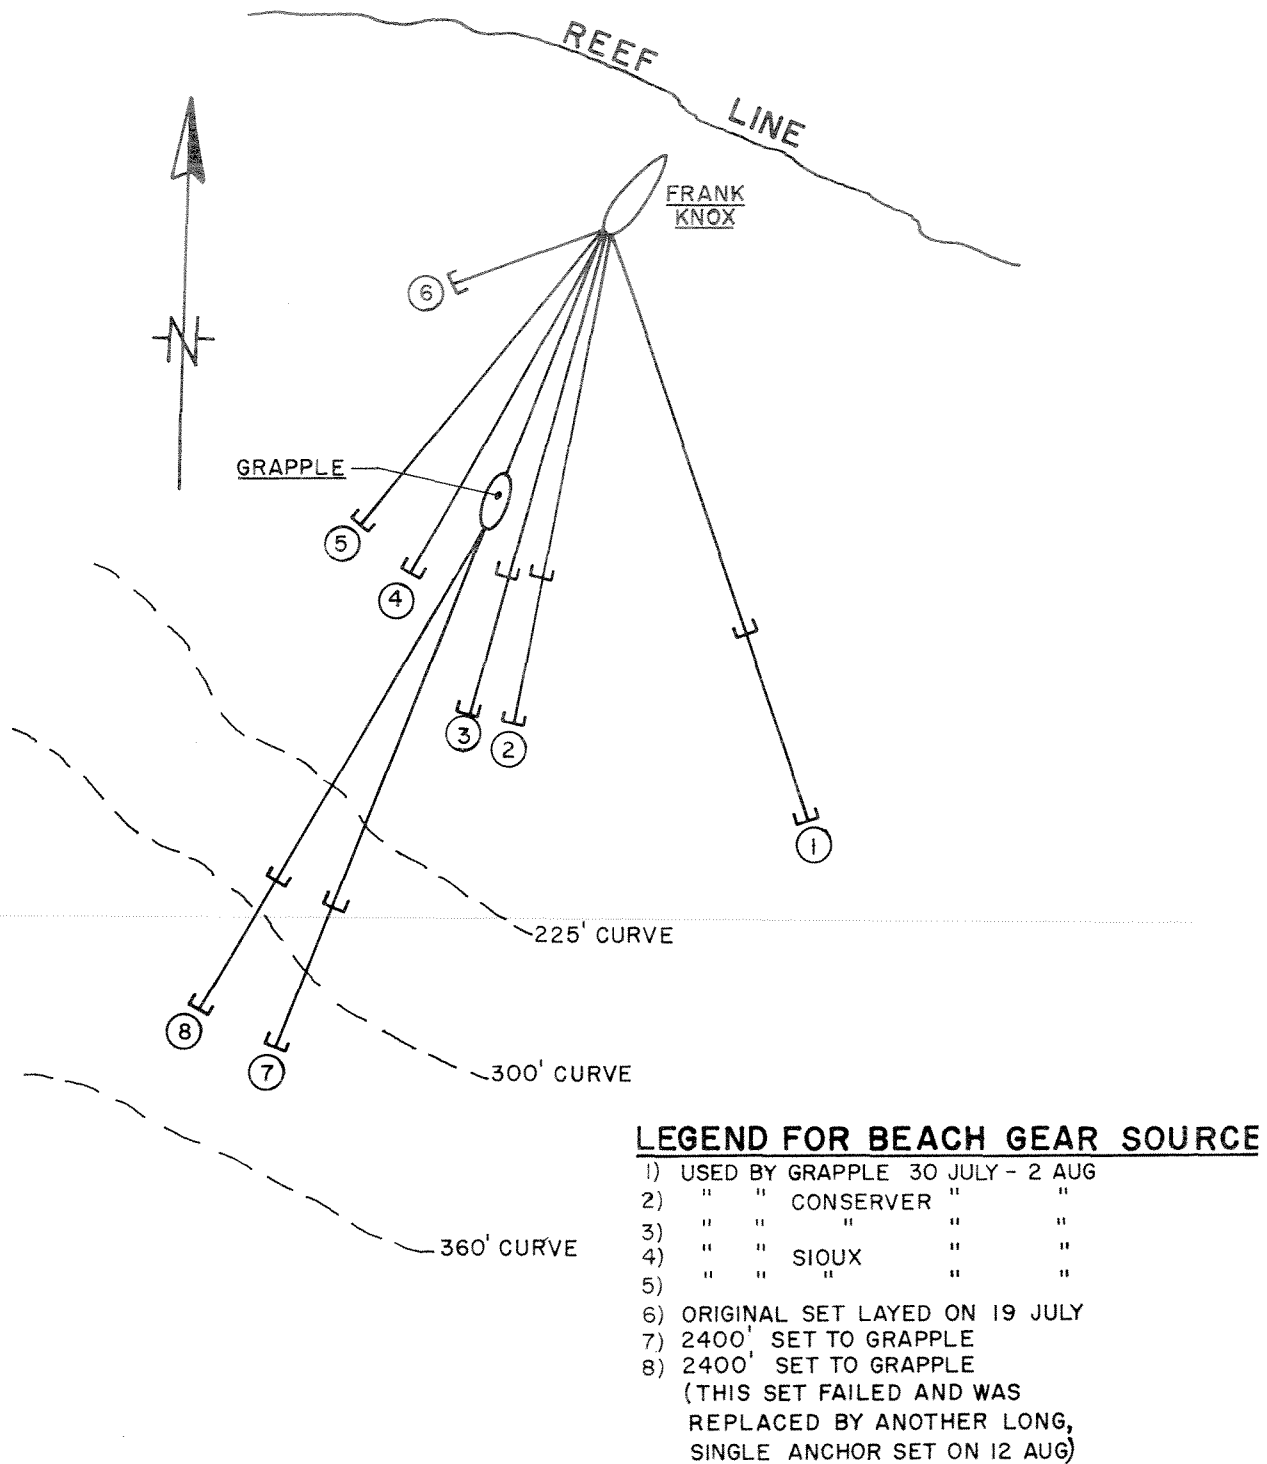 REEF
LINE
FRANK
KNOX
6
N
GRAPPLE
5
4
3
2
1
225' CURVE
8
7
300' CURVE
360' CURVE
LEGEND FOR BEACH GEAR SOURCE
1) USED BY GRAPPLE 30 JULY - 2 AUG
2) " " CONSERVER " "
3) " " " " "
4) " " SIOUX " "
5) " " " " "
6) ORIGINAL SET LAYED ON 19 JULY
7) 2400' SET TO GRAPPLE
8) 2400' SET TO GRAPPLE
(THIS SET FAILED AND WAS
REPLACED BY ANOTHER LONG,
SINGLE ANCHOR SET ON 12 AUG)